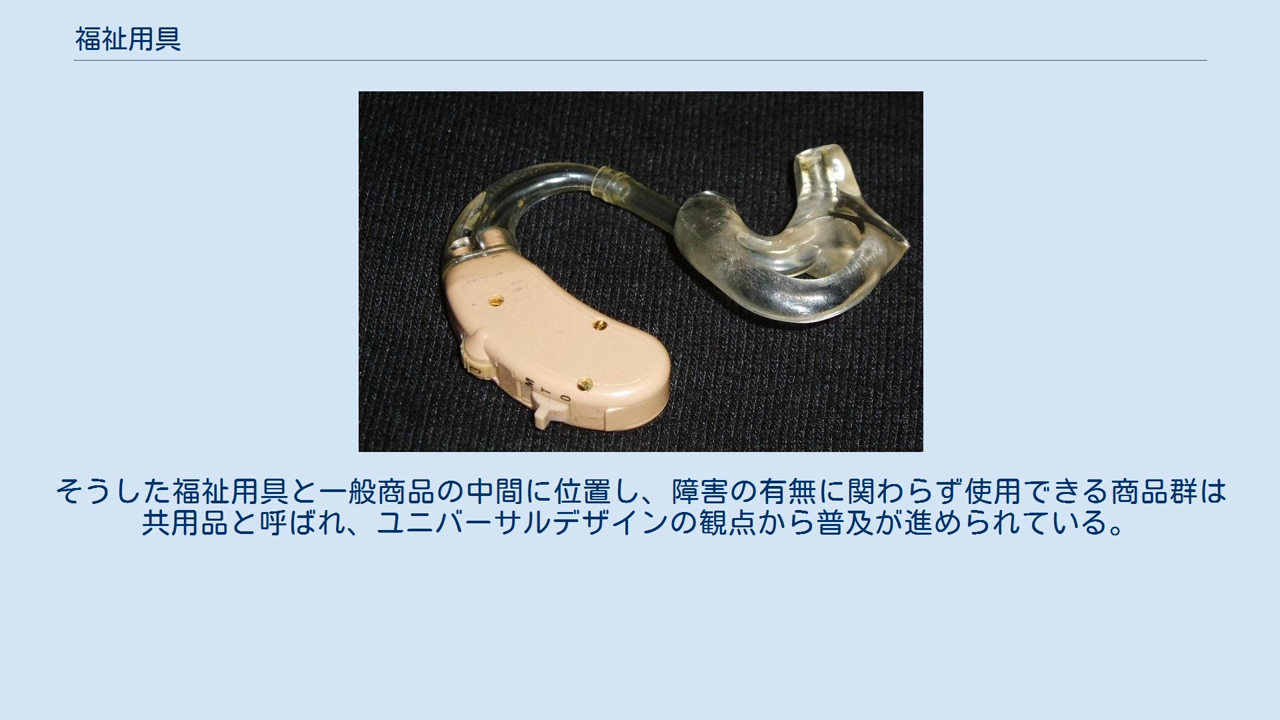 福祉用具
M
T
O
そうした福祉用具と一般商品の中間に位置し、障害の有無に関わらず使用できる商品群は
共用品と呼ばれ、ユニバーサルデザインの観点から普及が進められている。